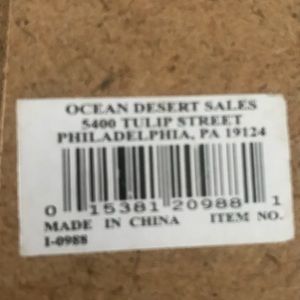 OCEAN DESERT SALES
5400 TULIP STREET
PHILADELPHIA, PA 19124
0 15381 20988 1
MADE IN CHINA ITEM NO.
I-0988